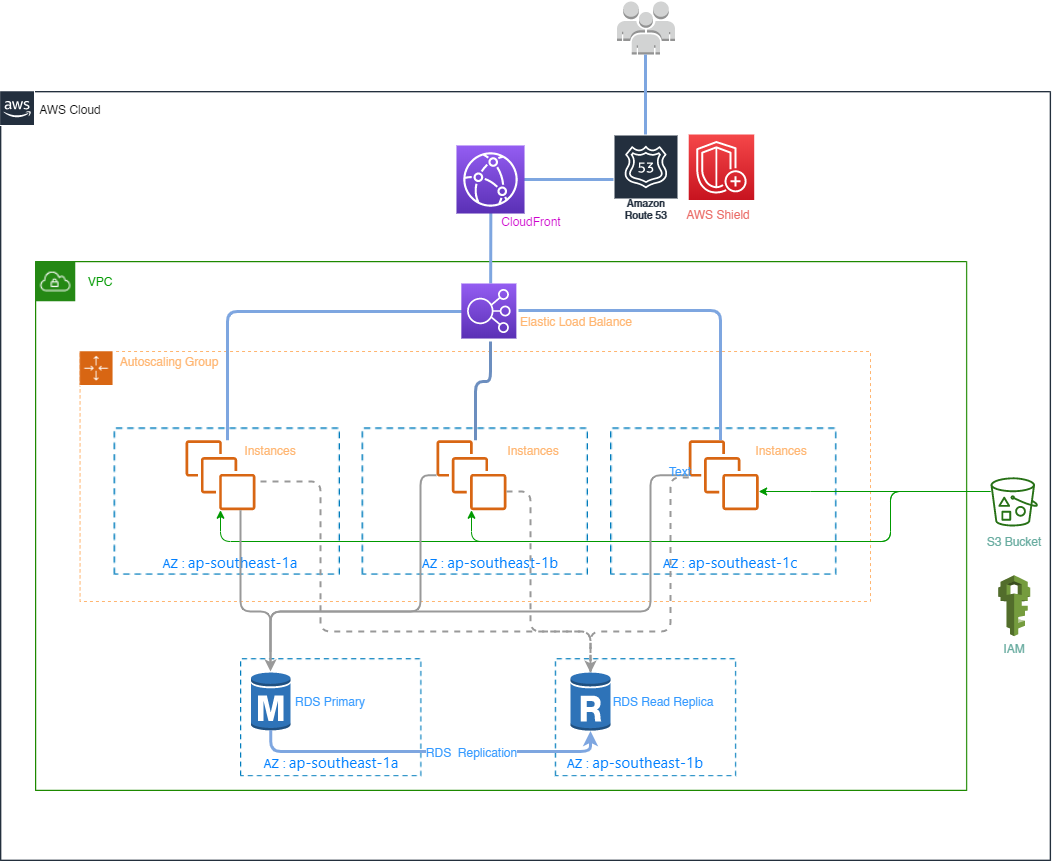 aws
AWS Cloud
53
Amazon
Route 53
AWS Shield
CloudFront
VPC
Elastic Load Balance
Autoscaling Group
Instances
Instances
Instances
Tex
S3 Bucket
AZ : ap-southeast-1a
AZ : ap-southeast-1b
AZ : ap-southeast-1c
IAM
M
RDS Primary
R
RDS Read Replica
RDS Replication
AZ : ap-southeast-1a
AZ : ap-southeast-1b